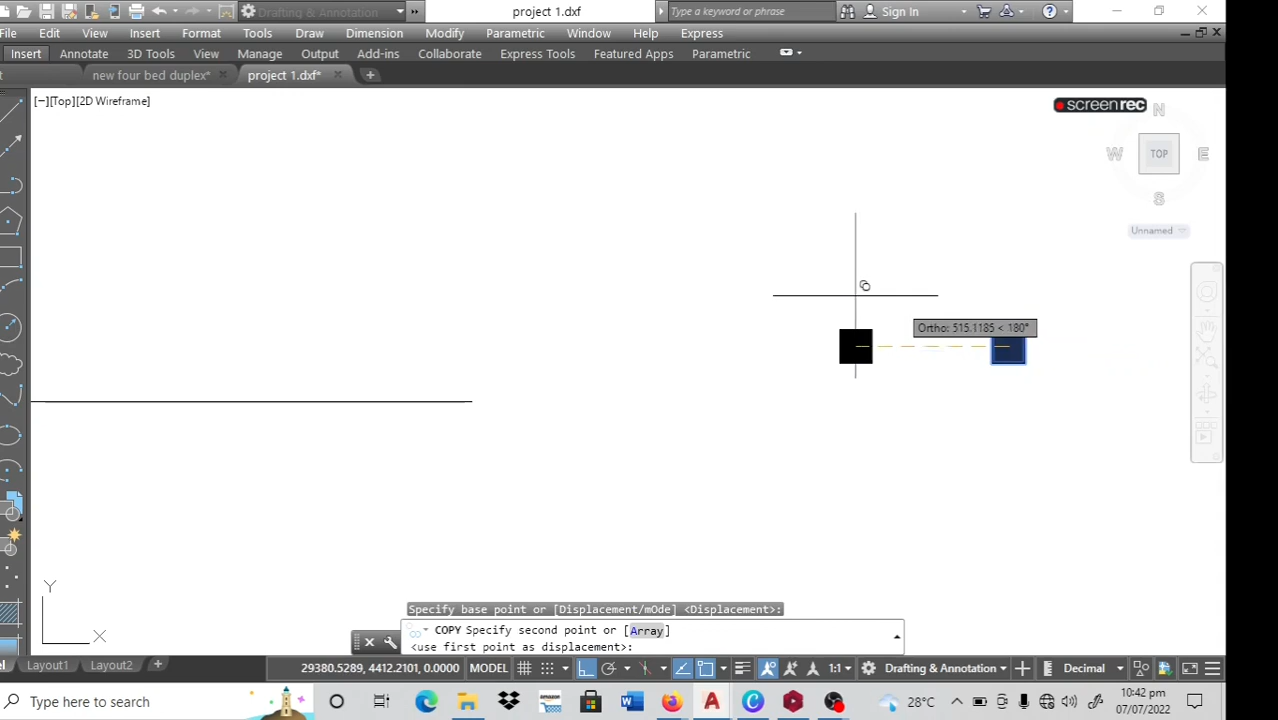 Drafting & Annotation
project 1.dxf
Type a keyword or phrase
Sign In
File
Edit
View
Insert
Format
Tools
Draw
Dimension
Modify
Parametric
Window
Help
Express
Insert
Annotate
3D Tools
View
Manage
Output
Add-ins
Collaborate
Express Tools
Featured Apps
Parametric
new four bed duplex*
project 1.dxf*
[−][Top][2D Wireframe]
screenrec
N
W
TOP
E
S
Unnamed
Ortho: 515.1185 < 180°
Y
X
Specify base point or [Displacement/mOde] <Displacement>:
COPY Specify second point or [Array]
<use first point as displacement>:
Layout1
Layout2
29380.5289, 4412.2101, 0.0000
MODEL
1:1
Drafting & Annotation
Decimal
Type here to search
28°C
10:42 pm
07/07/2022